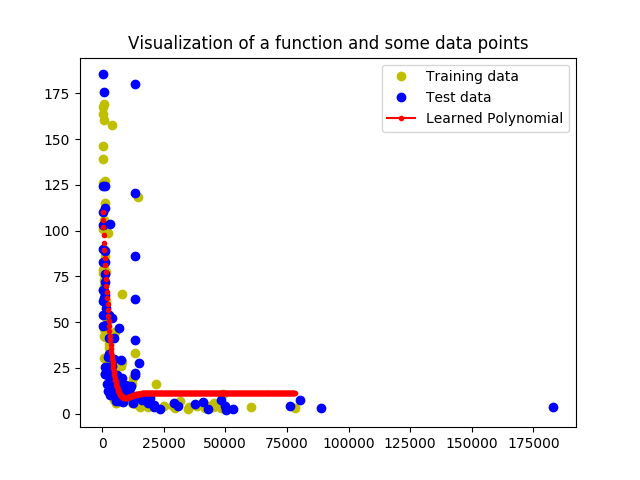 Visualization of a function and some data points
Training data
Test data
Learned Polynomial
175
150
125
100
75
50
25
0
0 25000 50000 75000 100000 125000 150000 175000